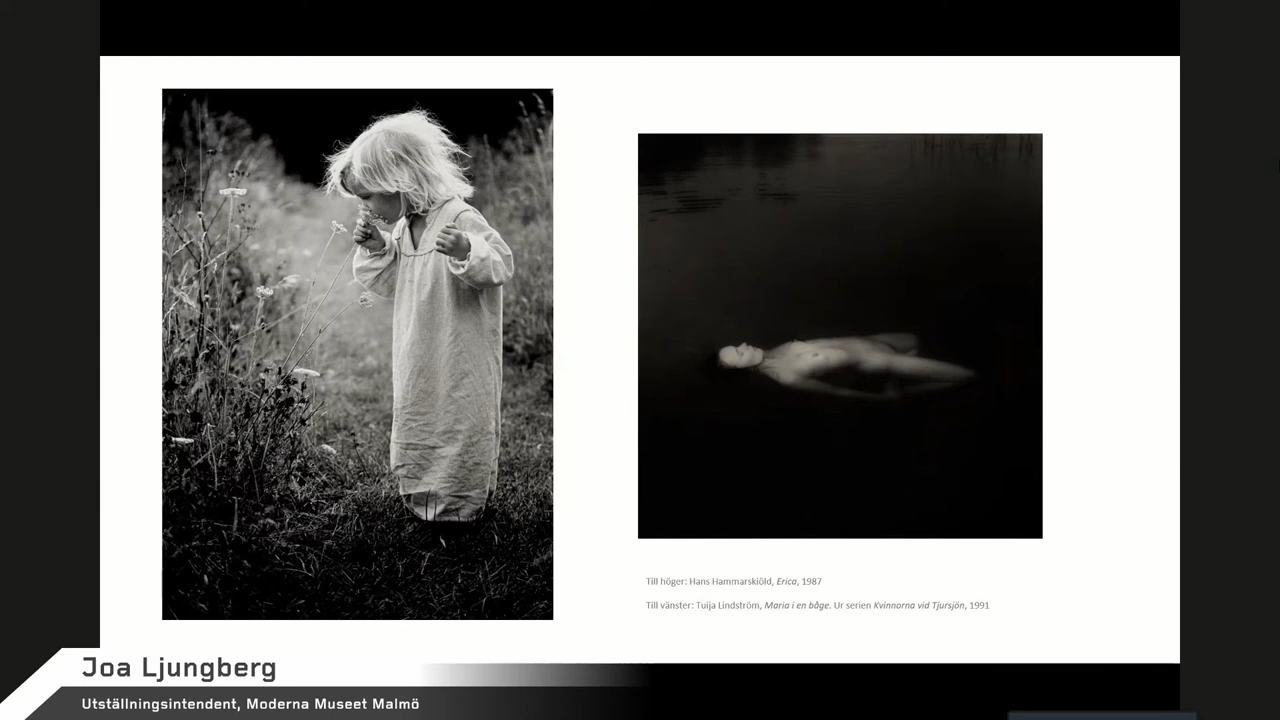 Till höger: Hans Hammarskiöld, Erica, 1987
Till vänster: Tuija Lindström, Maria i en båge. Ur serien Kvinnorna vid Tjursjön, 1991
Joa Ljungberg
Utställningsintendent, Moderna Museet Malmö